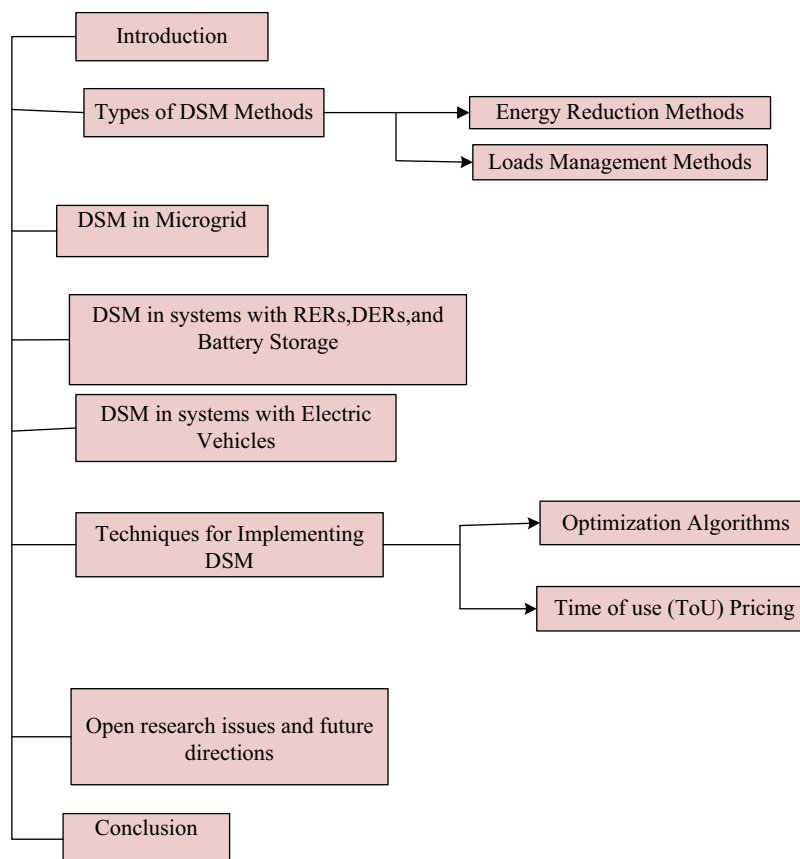 Introduction
Types of DSM Methods
Energy Reduction Methods
Loads Management Methods
DSM in Microgrid
DSM in systems with RERs,DERs,and
Battery Storage
DSM in systems with Electric
Vehicles
Techniques for Implementing
DSM
Optimization Algorithms
Time of use (ToU) Pricing
Open research issues and future
directions
Conclusion